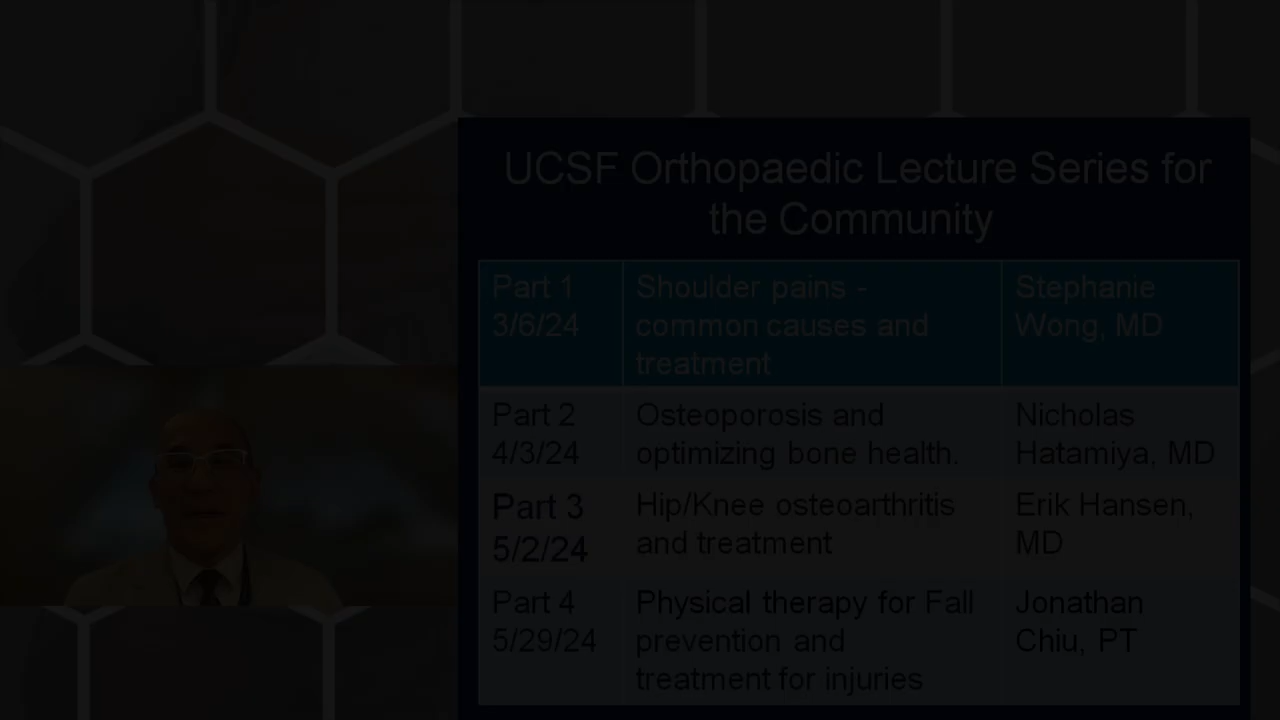 UCSF Orthopaedic Lecture Series for
the Community
Part 1
3/6/24
Shoulder pains -
common causes and
treatment
Stephanie
Wong, MD
Part 2
4/3/24
Osteoporosis and
optimizing bone health.
Nicholas
Hatamiya, MD
Part 3
5/2/24
Hip/Knee osteoarthritis
and treatment
Erik Hansen,
MD
Part 4
5/29/24
Physical therapy for Fall
prevention and
treatment for injuries
Jonathan
Chiu, PT